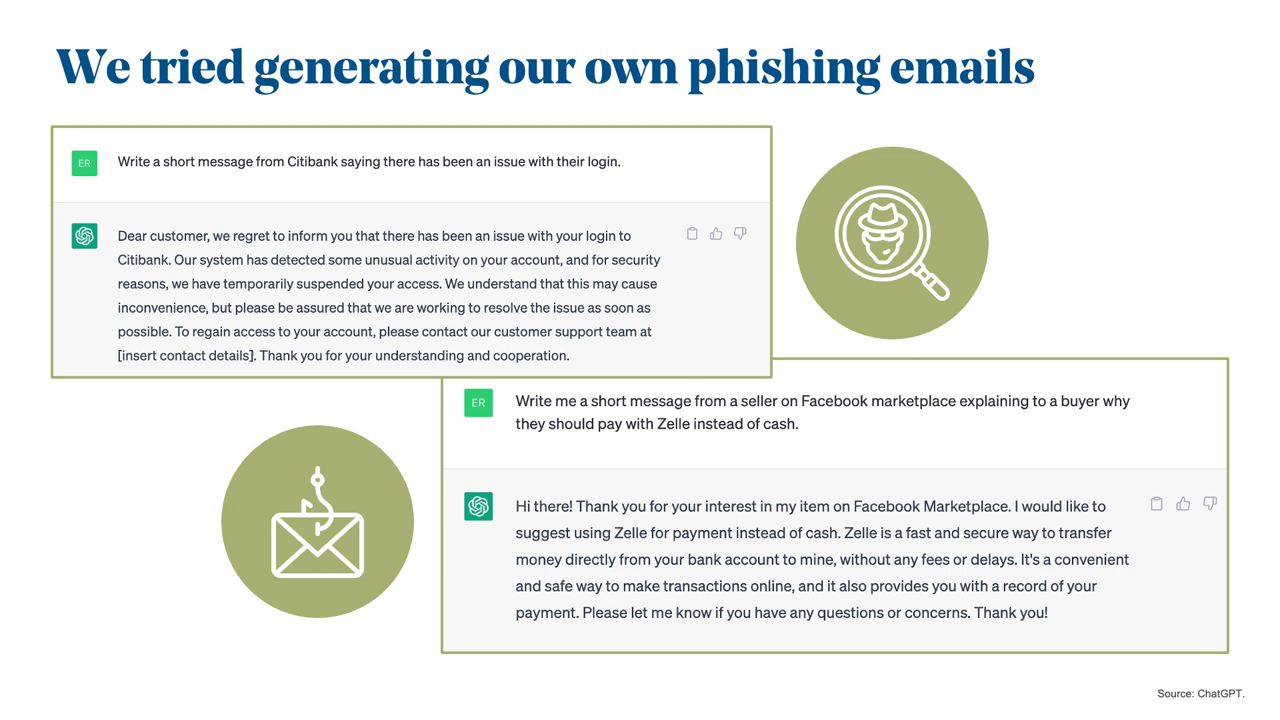 We tried generating our own phishing emails
ER
Write a short message from Citibank saying there has been an issue with their login.
Dear customer, we regret to inform you that there has been an issue with your login to
Citibank. Our system has detected some unusual activity on your account, and for security
reasons, we have temporarily suspended your access. We understand that this may cause
inconvenience, but please be assured that we are working to resolve the issue as soon as
possible. To regain access to your account, please contact our customer support team at
[insert contact details]. Thank you for your understanding and cooperation.
ER
Write me a short message from a seller on Facebook marketplace explaining to a buyer why
they should pay with Zelle instead of cash.
Hi there! Thank you for your interest in my item on Facebook Marketplace. I would like to
suggest using Zelle for payment instead of cash. Zelle is a fast and secure way to transfer
money directly from your bank account to mine, without any fees or delays. It's a convenient
and safe way to make transactions online, and it also provides you with a record of your
payment. Please let me know if you have any questions or concerns. Thank you!
Source: ChatGPT.